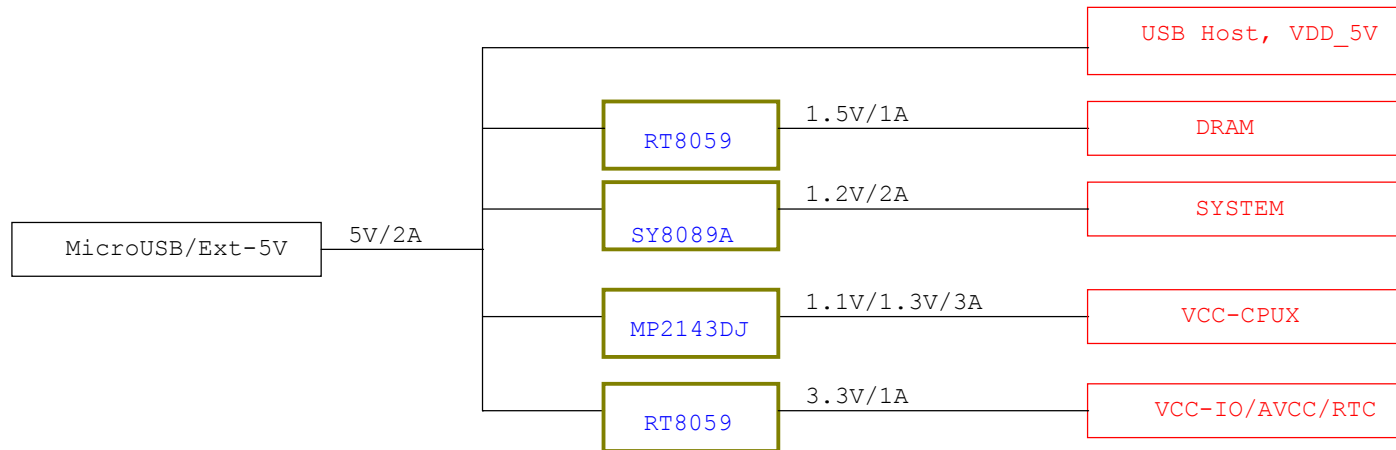 USB Host, VDD_5V
1.5V/1A
RT8059
DRAM
1.2V/2A
SY8089A
SYSTEM
MicroUSB/Ext-5V
5V/2A
1.1V/1.3V/3A
MP2143DJ
VCC-CPUX
3.3V/1A
RT8059
VCC-IO/AVCC/RTC